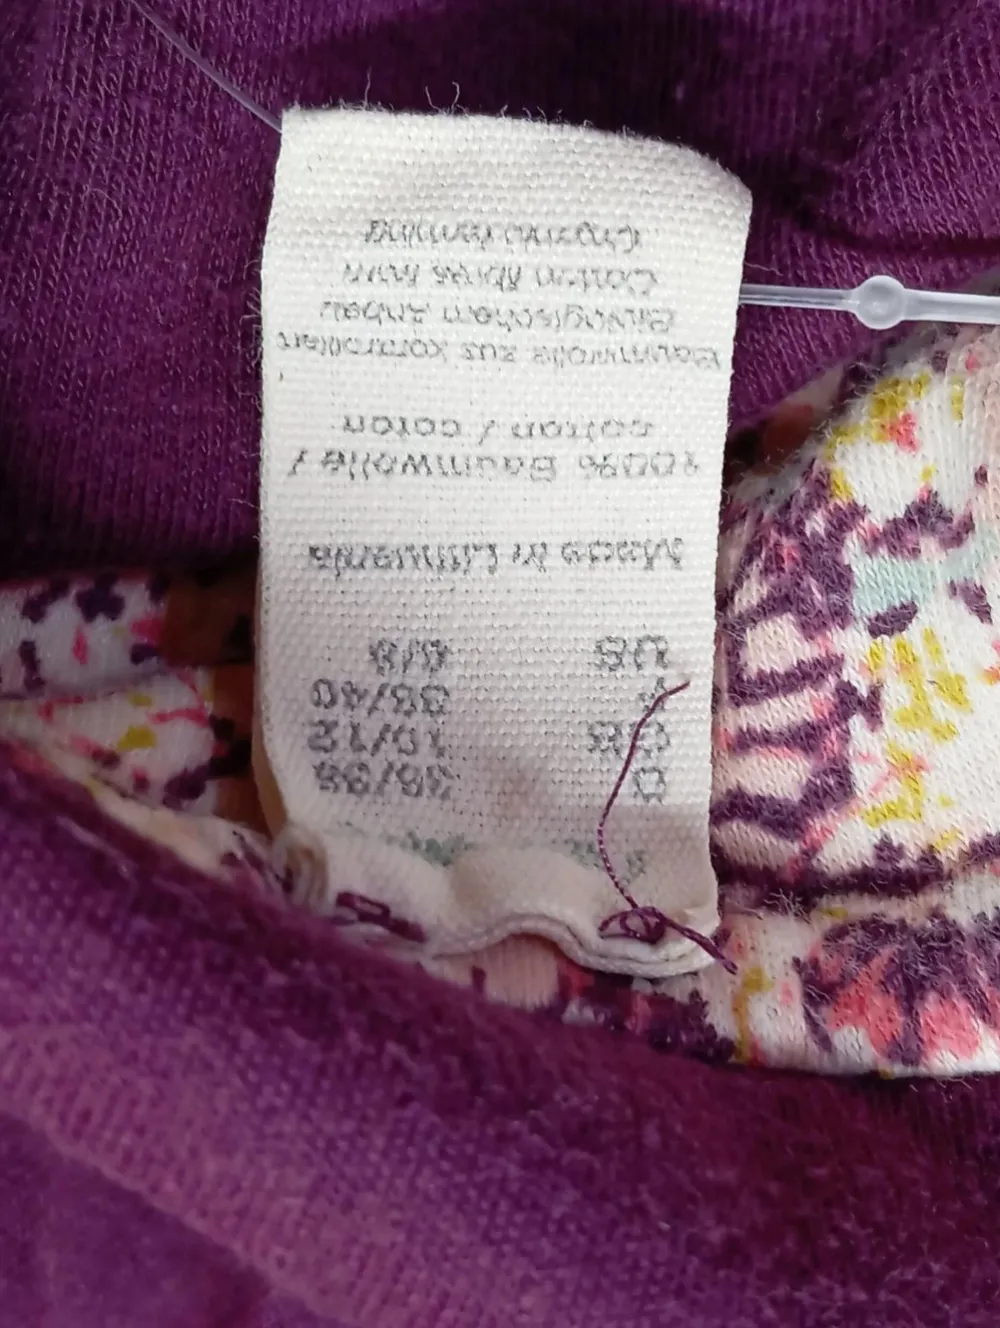 D 36/38
GB 10/12
38/40
US 6/8
Made in Lithuania
100% Baumwolle /
cotton / coton
Baumwolle aus kontrolliert
Biologischem Anbau
Cotton fibres from
Organic farming